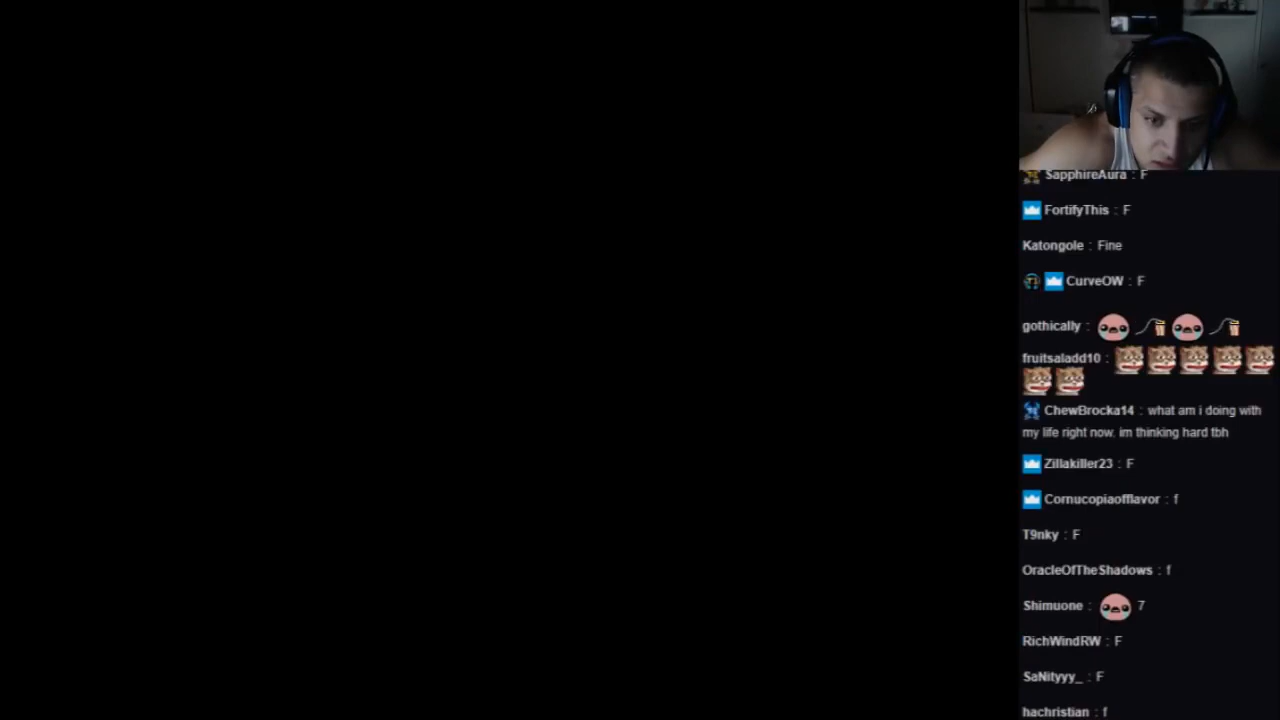 SapphireAura : F
FortifyThis : F
Katongole : Fine
CurveOW : F
gothically :
fruitsaladd10 :
ChewBrocka14 : what am i doing with
my life right now. im thinking hard tbh
Zillakiller23 : F
Cornucopiaofflavor : f
T9nky : F
OracleOfTheShadows : f
Shimuone : 7
RichWindRW : F
SaNityyy_ : F
hachristian : f